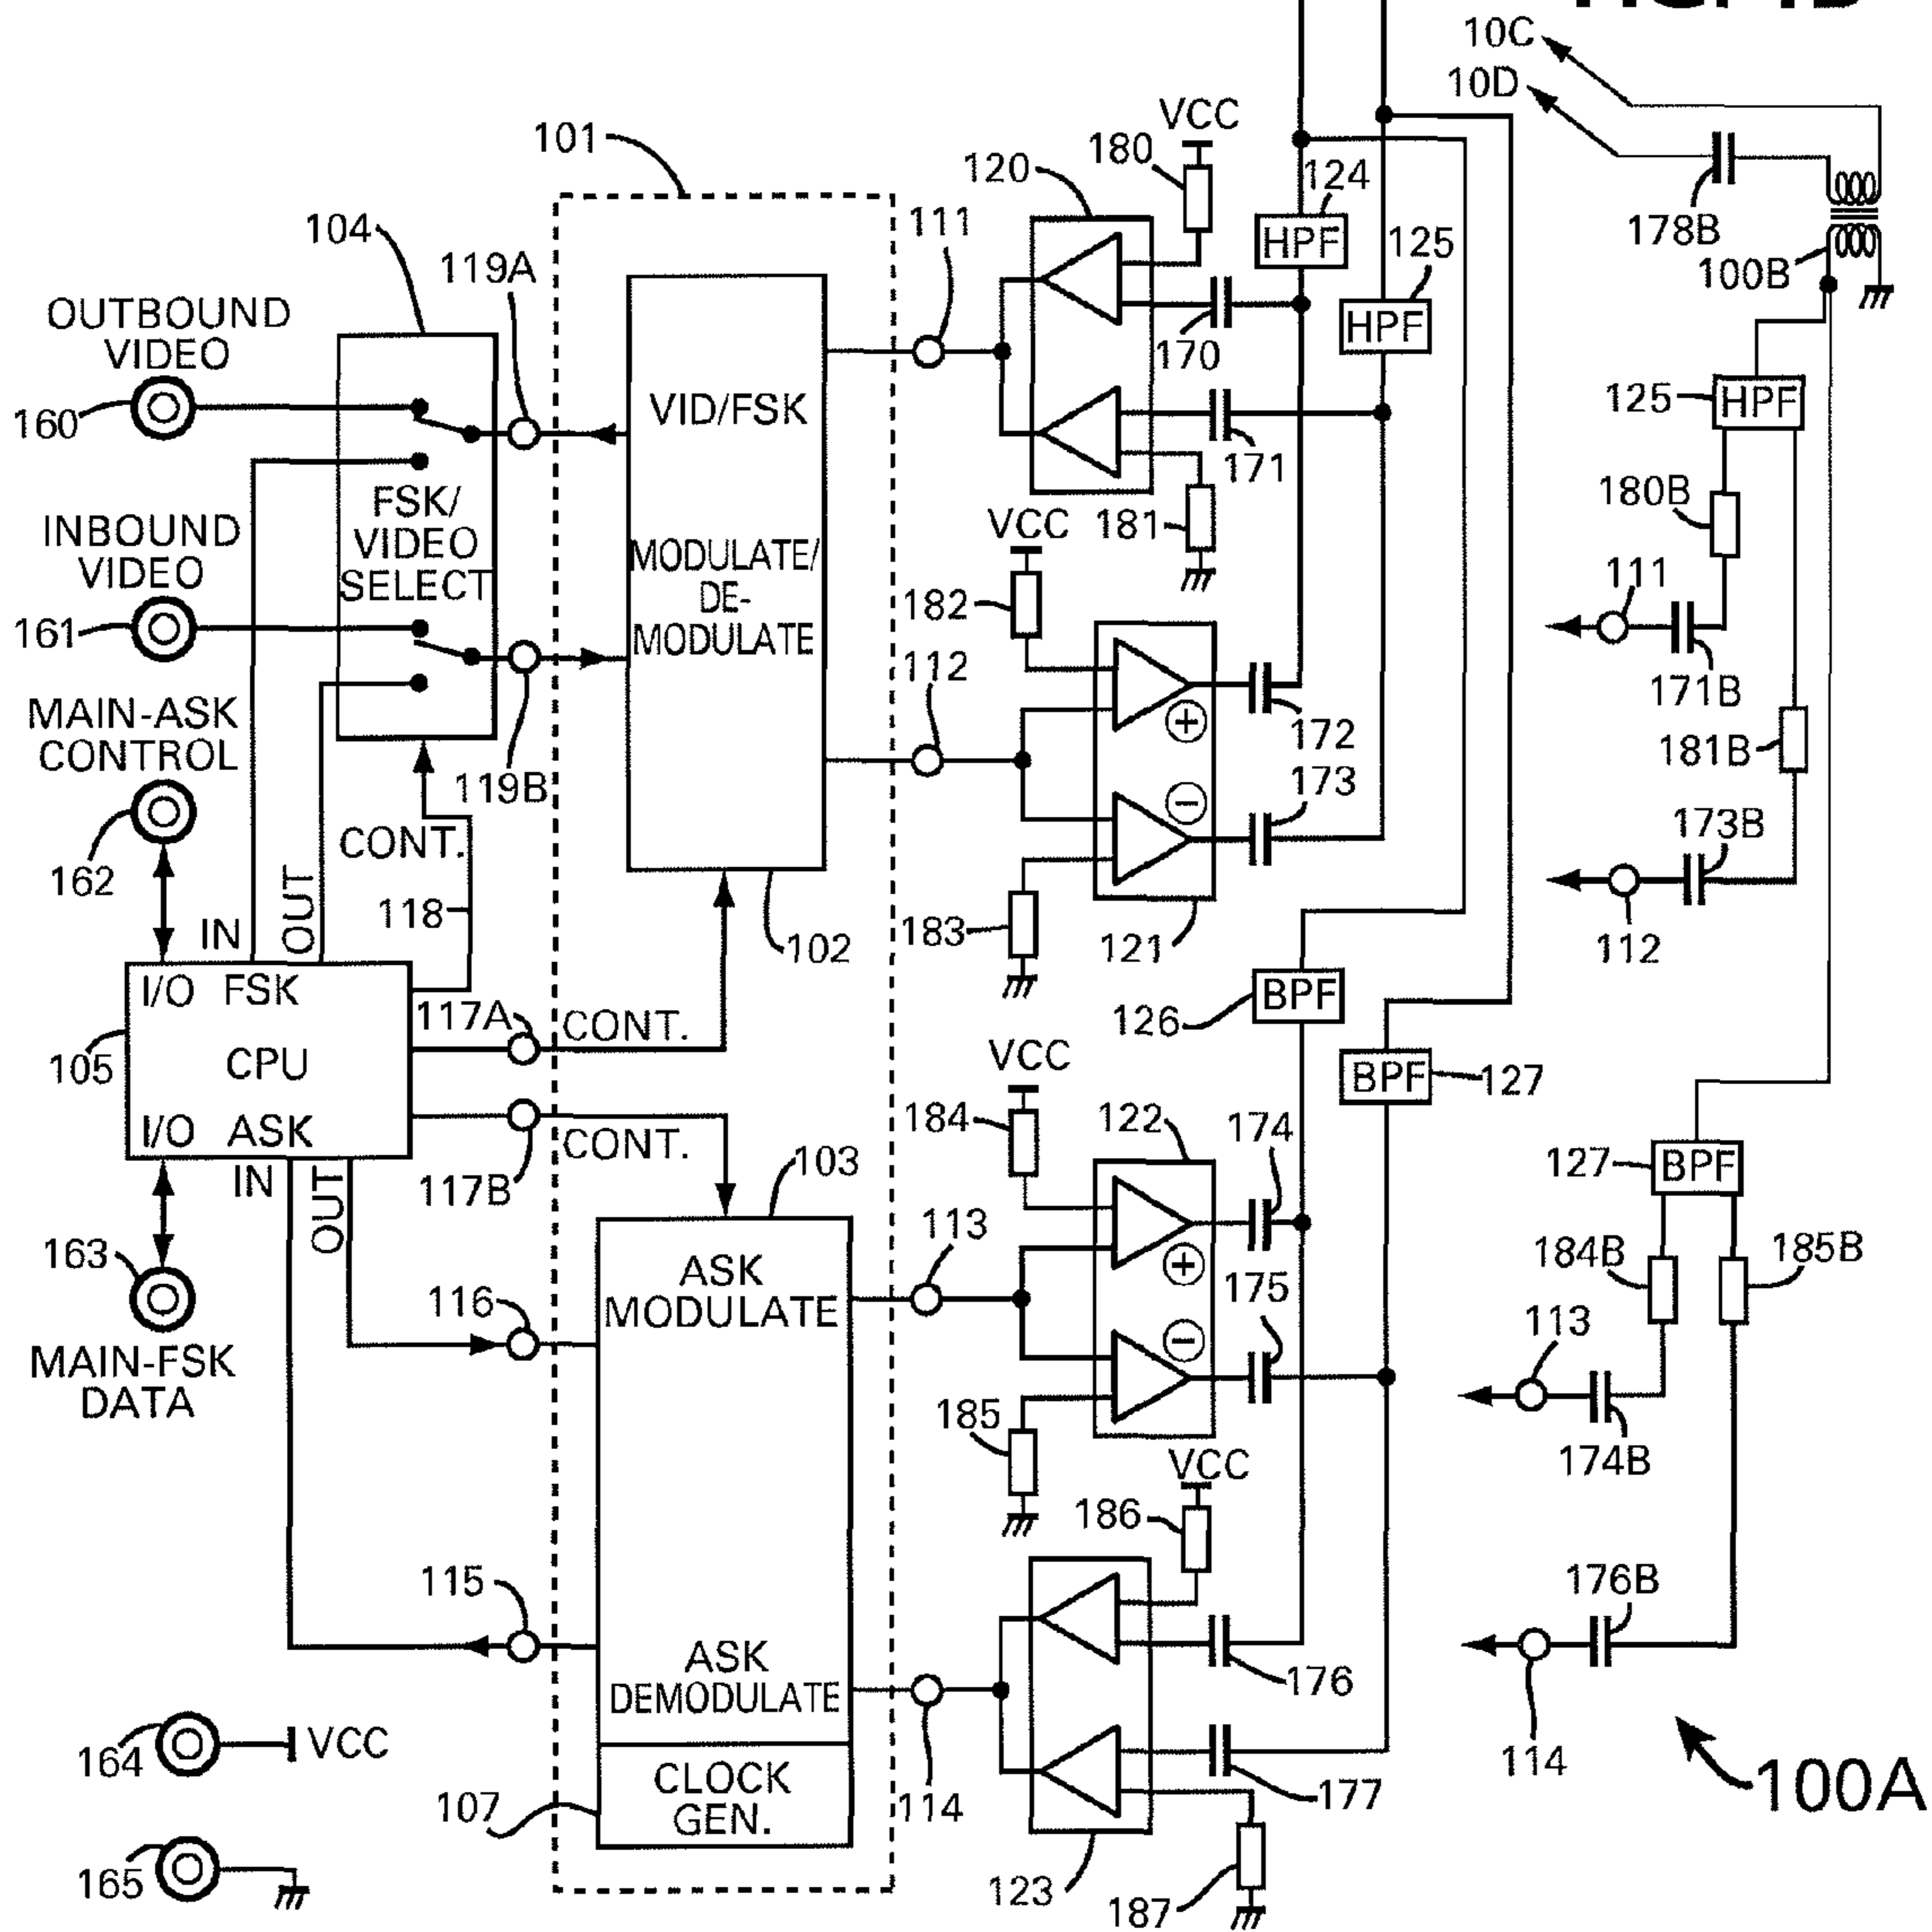 10C
10D
VCC
101
180
120
124
HPF
178B
104
119A
111
125
100B
OUTBOUND
VIDEO
HPF
160
170
VID/FSK
125
HPF
171
180B
FSK/
VIDEO
SELECT
VCC
181
INBOUND
VIDEO
MODULATE/
DE-
MODULATE
182
111
161
112
171B
MAIN-ASK
CONTROL
+
172
181B
119B
173
−
173B
CONT.
162
OUT
118
IN
183
102
121
112
I/O FSK
BPF
117A
CONT.
126
105
CPU
VCC
BPF
127
I/O ASK
184
122
174
CONT.
IN
OUT
117B
103
127
BPF
163
113
ASK
MODULATE
+
175
184B
185B
116
−
113
MAIN-FSK
DATA
185
174B
VCC
186
115
176B
ASK
DEMODULATE
176
164
VCC
114
CLOCK
GEN.
107
114
177
100A
165
123
187